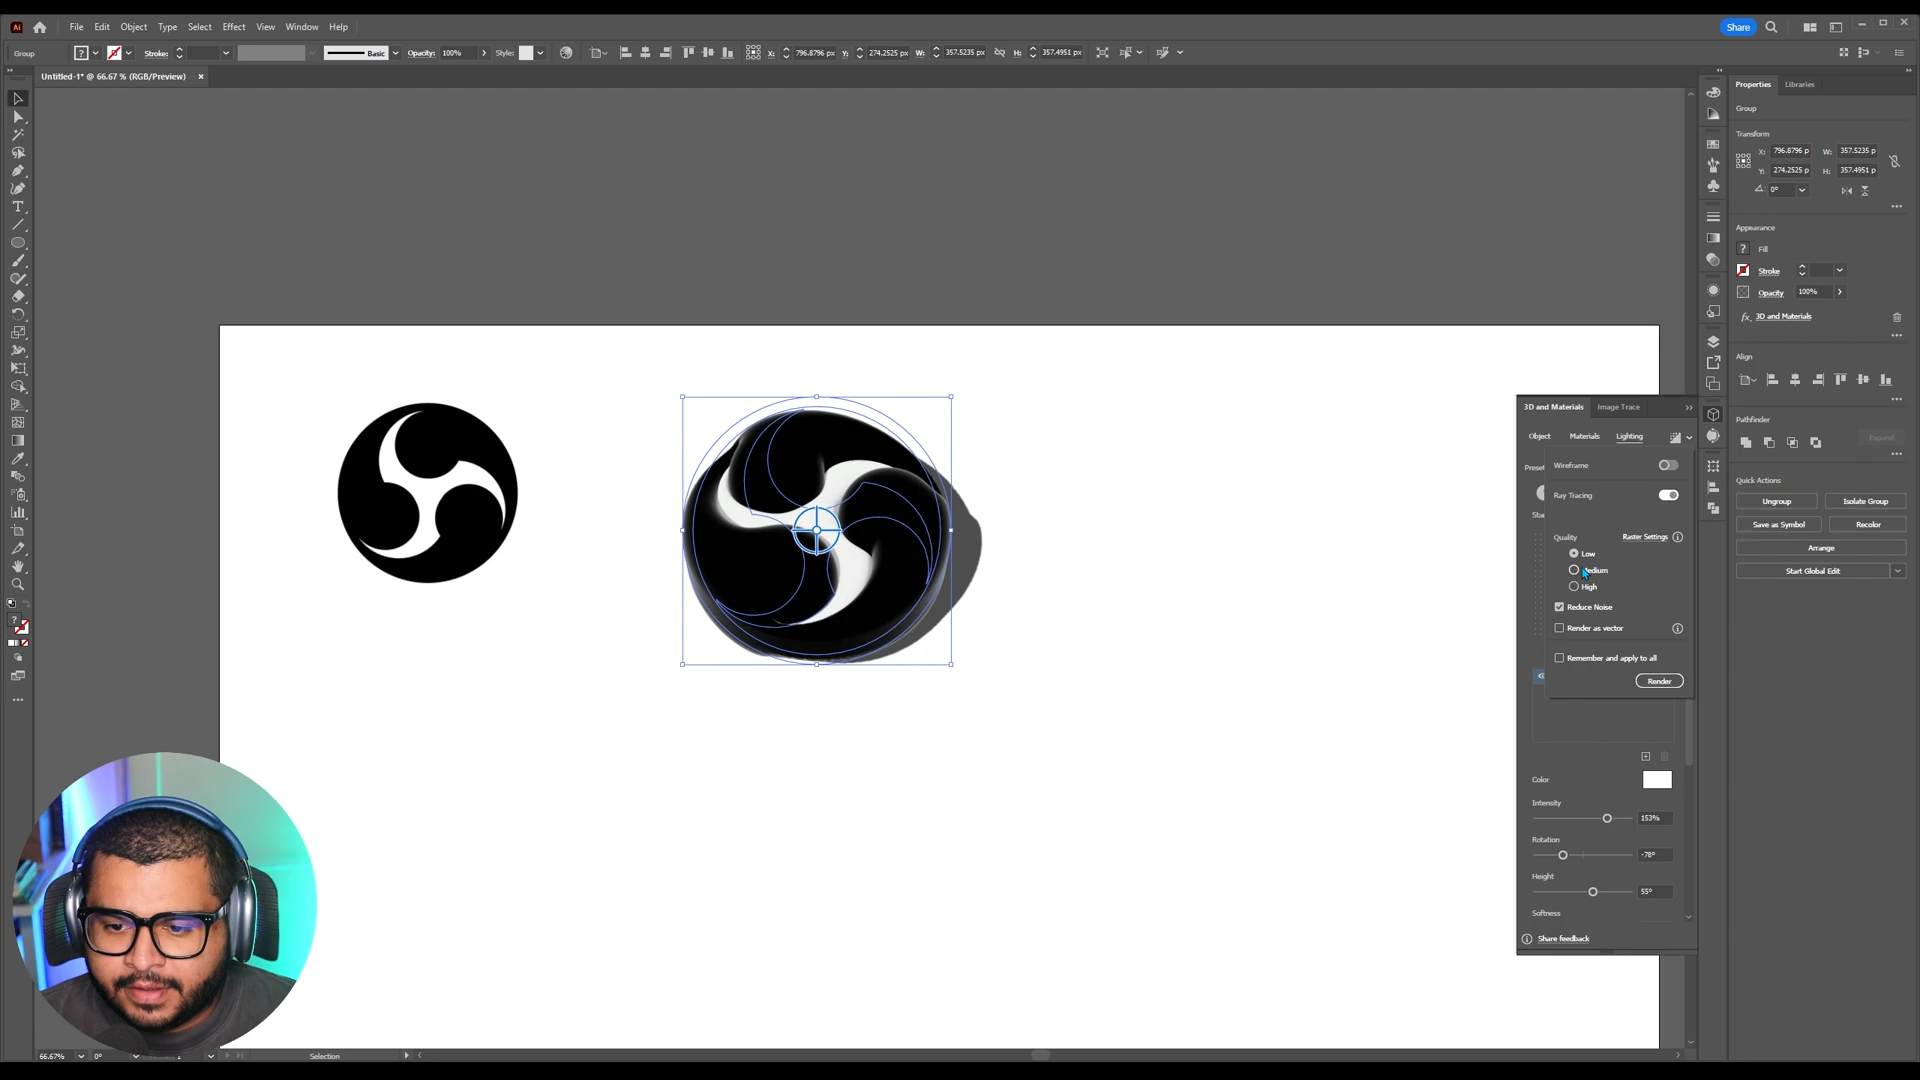 Ai File Edit Object Type Select Effect View Window Help Share
Group ? Stroke: Basic Opacity: 100% Style: X: 796.8796 px Y: 274.2525 px W: 357.5235 px H: 357.4951 px
Untitled-1* @ 66.67 % (RGB/Preview) ×
Properties Libraries
Group
Transform
X: 796.8796 p W: 357.5235 p
Y: 274.2525 p H: 357.4951 p
0°
Appearance
? Fill
Stroke
Opacity 100%
fx 3D and Materials
Align
Pathfinder
Expand
Quick Actions
Ungroup Isolate Group
Save as Symbol Recolor
Arrange
Start Global Edit
3D and Materials Image Trace
Object Materials Lighting
Wireframe
Ray Tracing
Quality Raster Settings
Low
Medium
High
Reduce Noise
Render as vector
Remember and apply to all
Render
Color
Intensity
153%
Rotation
-78°
Height
55°
Softness
Share feedback
66.67% 0° Selection